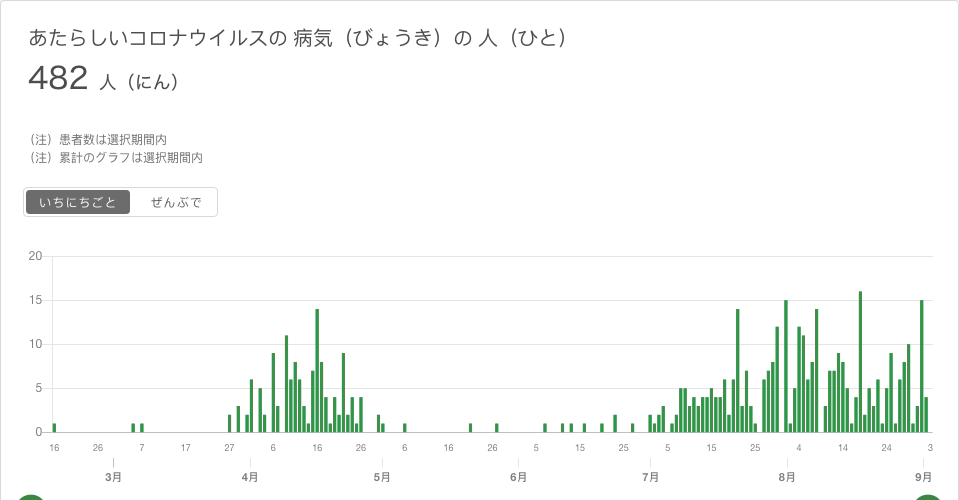 あたらしいコロナウイルスの 病気（びょうき）の 人（ひと）
482 人（にん）
（注）患者数は選択期間内
（注）累計のグラフは選択期間内
いちにちごと ぜんぶで
20
15
10
5
0
16 26 7 17 27 6 16 26 6 16 26 5 15 25 5 15 25 4 14 24 3
3月 4月 5月 6月 7月 8月 9月